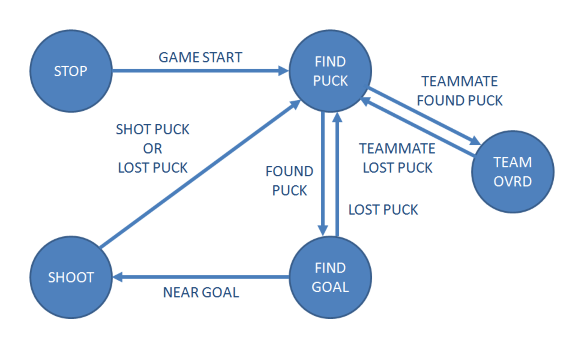 GAME START
STOP
FIND
PUCK
TEAMMATE
FOUND PUCK
SHOT PUCK
OR
LOST PUCK
TEAMMATE
LOST PUCK
TEAM
OVRD
FOUND
PUCK
LOST PUCK
SHOOT
FIND
GOAL
NEAR GOAL